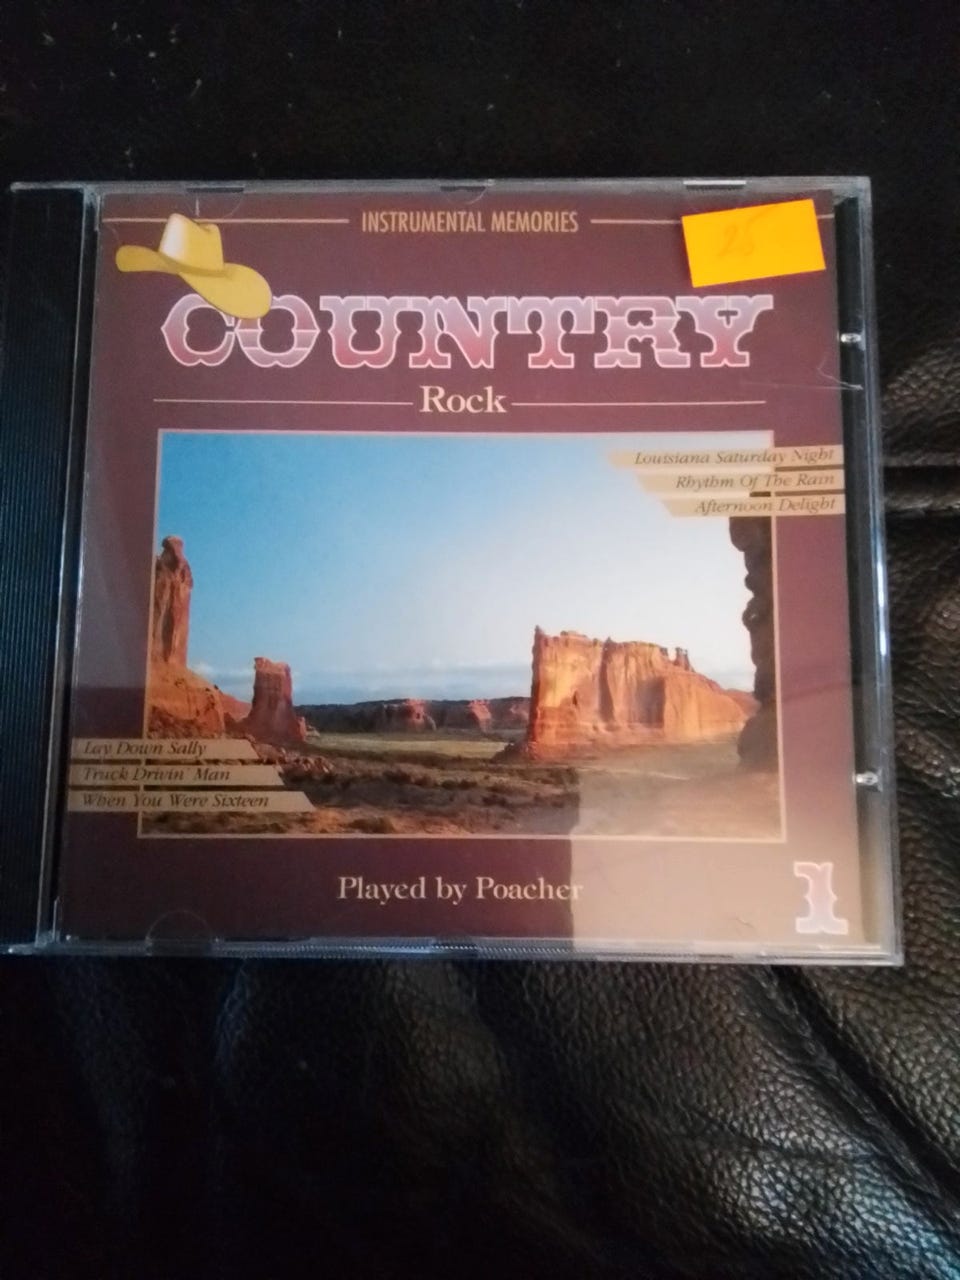 INSTRUMENTAL MEMORIES
25
COUNTRY
Rock
Louisiana Saturday Night
Rhythm Of The Rain
Afternoon Delight
Lay Down Sally
Truck Drivin' Man
When You Were Sixteen
Played by Poacher
1